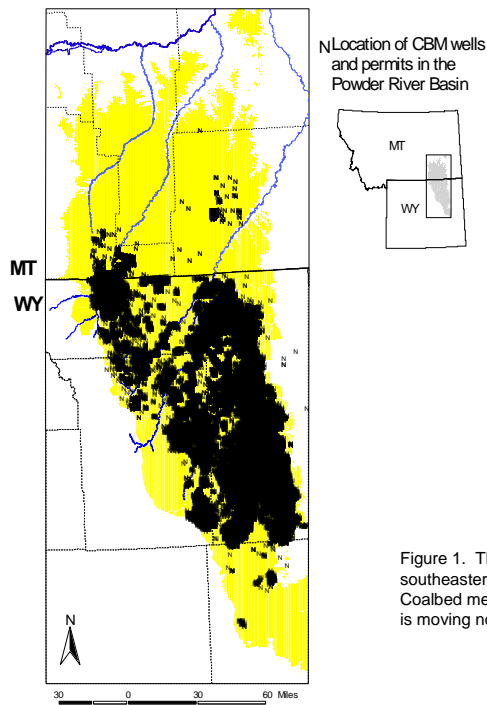 N Location of CBM wells
and permits in the
Powder River Basin
MT
WY
MT
WY
N
30 0 30 60 Miles
Figure 1. T
southeaster
Coalbed me
is moving no